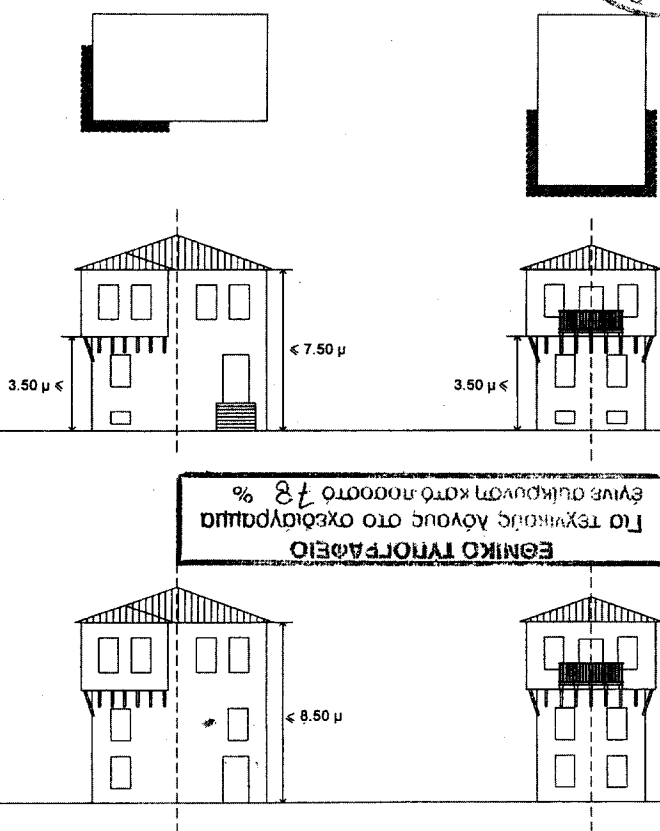 ≤ 7.50 μ
3.50 μ ≤
3.50 μ ≤
ΕΘΝΙΚΟ ΤΥΠΟΓΡΑΦΕΙΟ
Για τεχνικούς λόγους στο σχεδιάγραμμα
έγινε σμίκρυνση κατά ποσοστό 78 %
≤ 8.50 μ